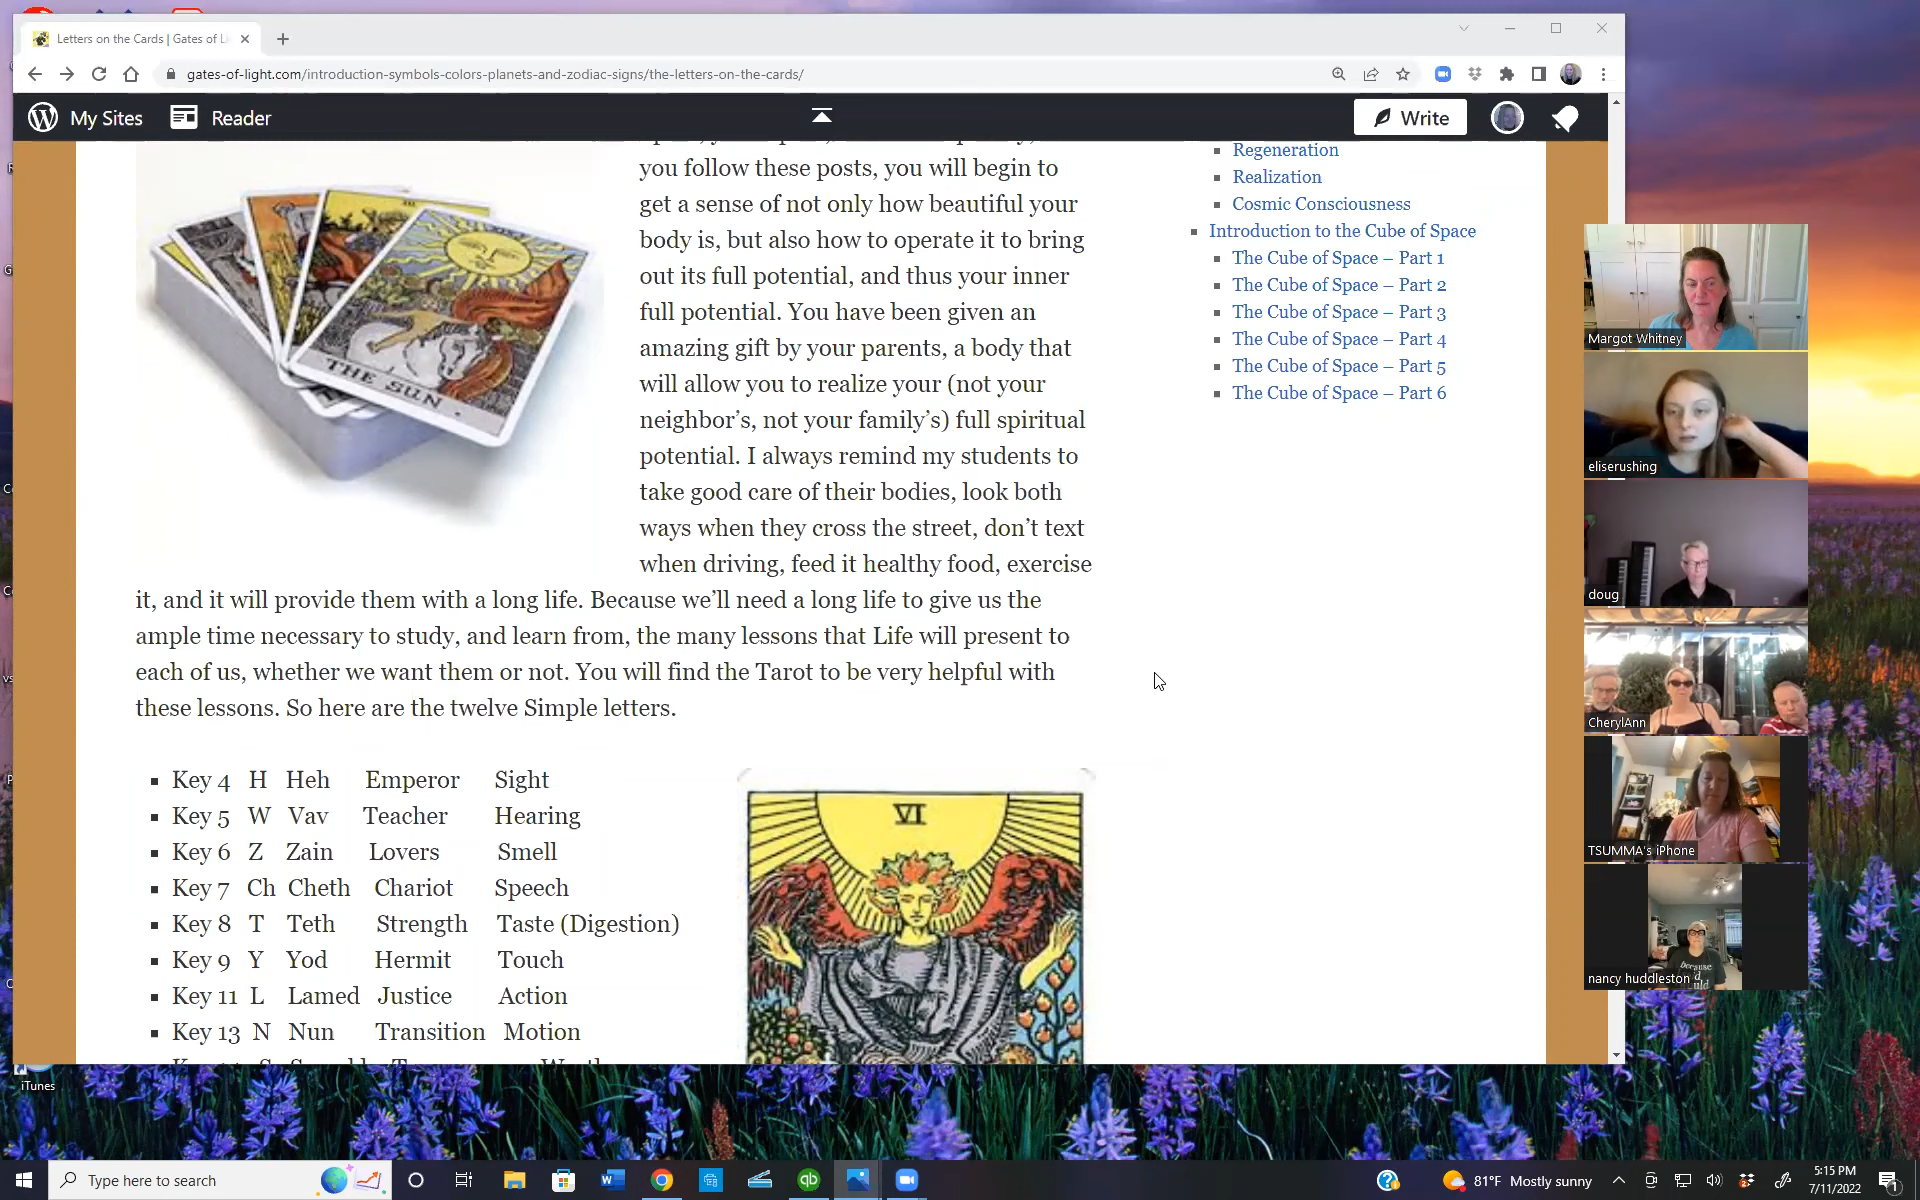 Letters on the Cards | Gates of Li
gates-of-light.com/introduction-symbols-colors-planets-and-zodiac-signs/the-letters-on-the-cards/
My Sites
Reader
Write
you follow these posts, you will begin to
get a sense of not only how beautiful your
body is, but also how to operate it to bring
out its full potential, and thus your inner
full potential. You have been given an
amazing gift by your parents, a body that
will allow you to realize your (not your
neighbor’s, not your family’s) full spiritual
potential. I always remind my students to
take good care of their bodies, look both
ways when they cross the street, don’t text
when driving, feed it healthy food, exercise
it, and it will provide them with a long life. Because we’ll need a long life to give us the
ample time necessary to study, and learn from, the many lessons that Life will present to
each of us, whether we want them or not. You will find the Tarot to be very helpful with
these lessons. So here are the twelve Simple letters.
THE SUN.
Key 4 H Heh Emperor Sight
Key 5 W Vav Teacher Hearing
Key 6 Z Zain Lovers Smell
Key 7 Ch Cheth Chariot Speech
Key 8 T Teth Strength Taste (Digestion)
Key 9 Y Yod Hermit Touch
Key 11 L Lamed Justice Action
Key 13 N Nun Transition Motion
VI
Regeneration
Realization
Cosmic Consciousness
Introduction to the Cube of Space
The Cube of Space – Part 1
The Cube of Space – Part 2
The Cube of Space – Part 3
The Cube of Space – Part 4
The Cube of Space – Part 5
The Cube of Space – Part 6
Margot Whitney
eliserushing
doug
CherylAnn
TSUMMA's iPhone
nancy huddleston
because
iTunes
Type here to search
81°F Mostly sunny
5:15 PM
7/11/2022
1